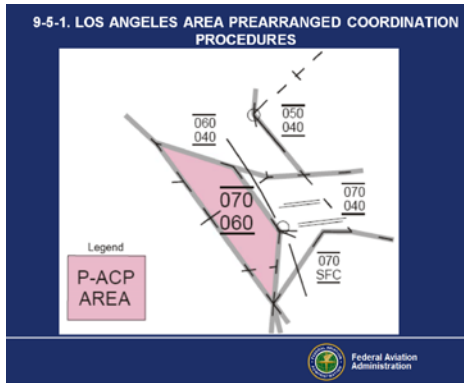 9-5-1. LOS ANGELES AREA PREARRANGED COORDINATION
PROCEDURES
060
040
050
040
070
060
070
040
070
SFC
Legend
P-ACP
AREA
Federal Aviation
Administration